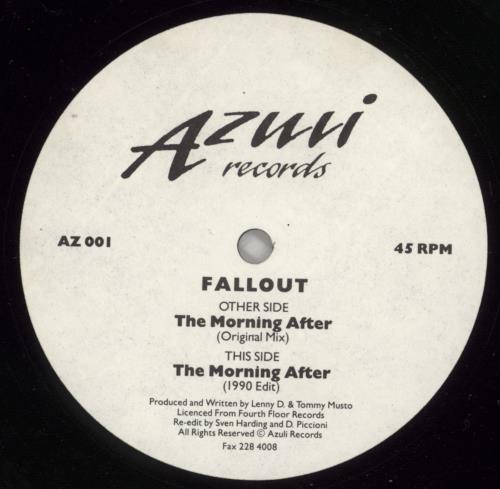 Azuli
records
AZ 001
45 RPM
FALLOUT
OTHER SIDE
The Morning After
(Original Mix)
THIS SIDE
The Morning After
(1990 Edit)
Produced and Written by Lenny D. & Tommy Musto
Licenced From Fourth Floor Records
Re-edit by Sven Harding and D. Piccioni
All Rights Reserved © Azuli Records
Fax 228 4008